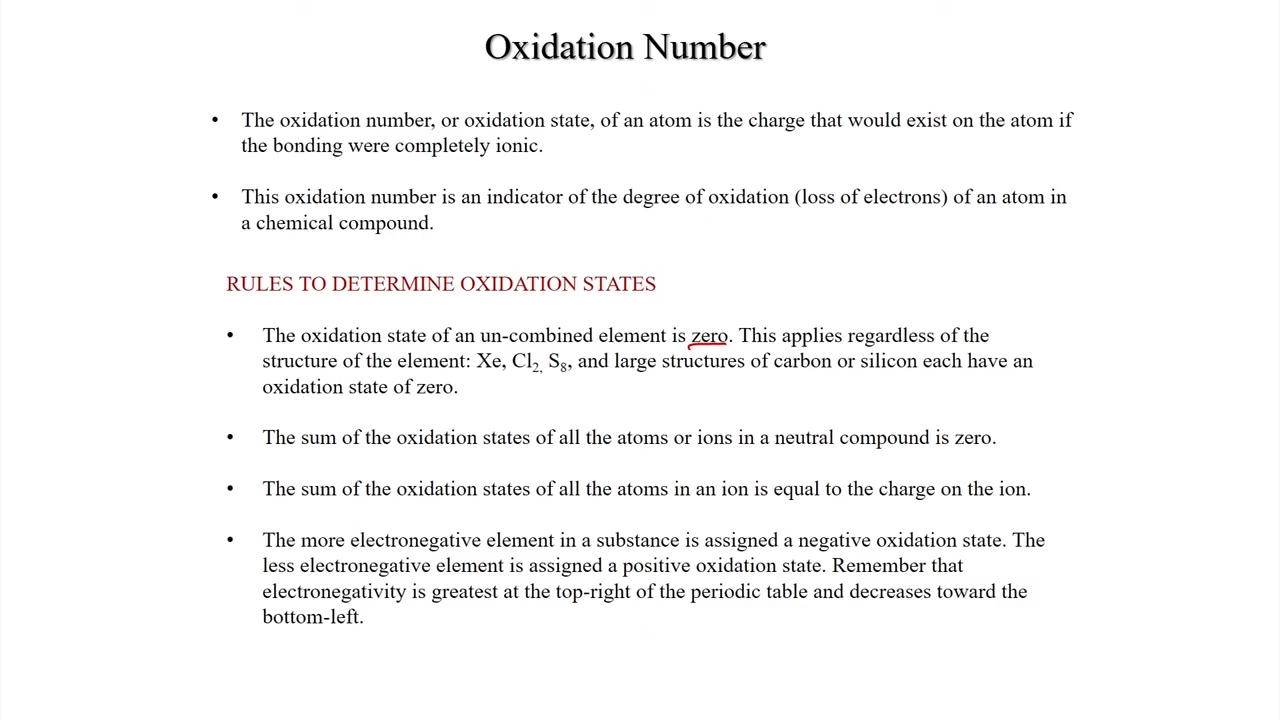 Oxidation Number
• The oxidation number, or oxidation state, of an atom is the charge that would exist on the atom if
the bonding were completely ionic.
• This oxidation number is an indicator of the degree of oxidation (loss of electrons) of an atom in
a chemical compound.
RULES TO DETERMINE OXIDATION STATES
• The oxidation state of an un-combined element is zero. This applies regardless of the
structure of the element: Xe, Cl₂, S₈, and large structures of carbon or silicon each have an
oxidation state of zero.
• The sum of the oxidation states of all the atoms or ions in a neutral compound is zero.
• The sum of the oxidation states of all the atoms in an ion is equal to the charge on the ion.
• The more electronegative element in a substance is assigned a negative oxidation state. The
less electronegative element is assigned a positive oxidation state. Remember that
electronegativity is greatest at the top-right of the periodic table and decreases toward the
bottom-left.